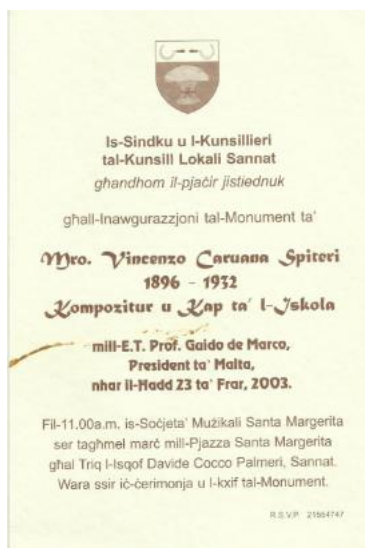 Is-Sindku u l-Kunsillieri
tal-Kunsill Lokali Sannat
għandhom il-pjaċir jistiednuk
għall-Inawgurazzjoni tal-Monument ta'
Mro. Vincenzo Caruana Spiteri
1896 - 1932
Kompozitur u Kap ta' l-Iskola
mill-E.T. Prof. Guido de Marco,
President ta' Malta,
nhar il-Ħadd 23 ta' Frar, 2003.
Fil-11.00a.m. is-Soċjeta' Mużikali Santa Margerita
ser tagħmel marċ mill-Pjazza Santa Margerita
għal Triq l-Isqof Davide Cocco Palmeri, Sannat.
Wara ssir iċ-ċerimonja u l-kxif tal-Monument.
R.S.V.P. 21554747